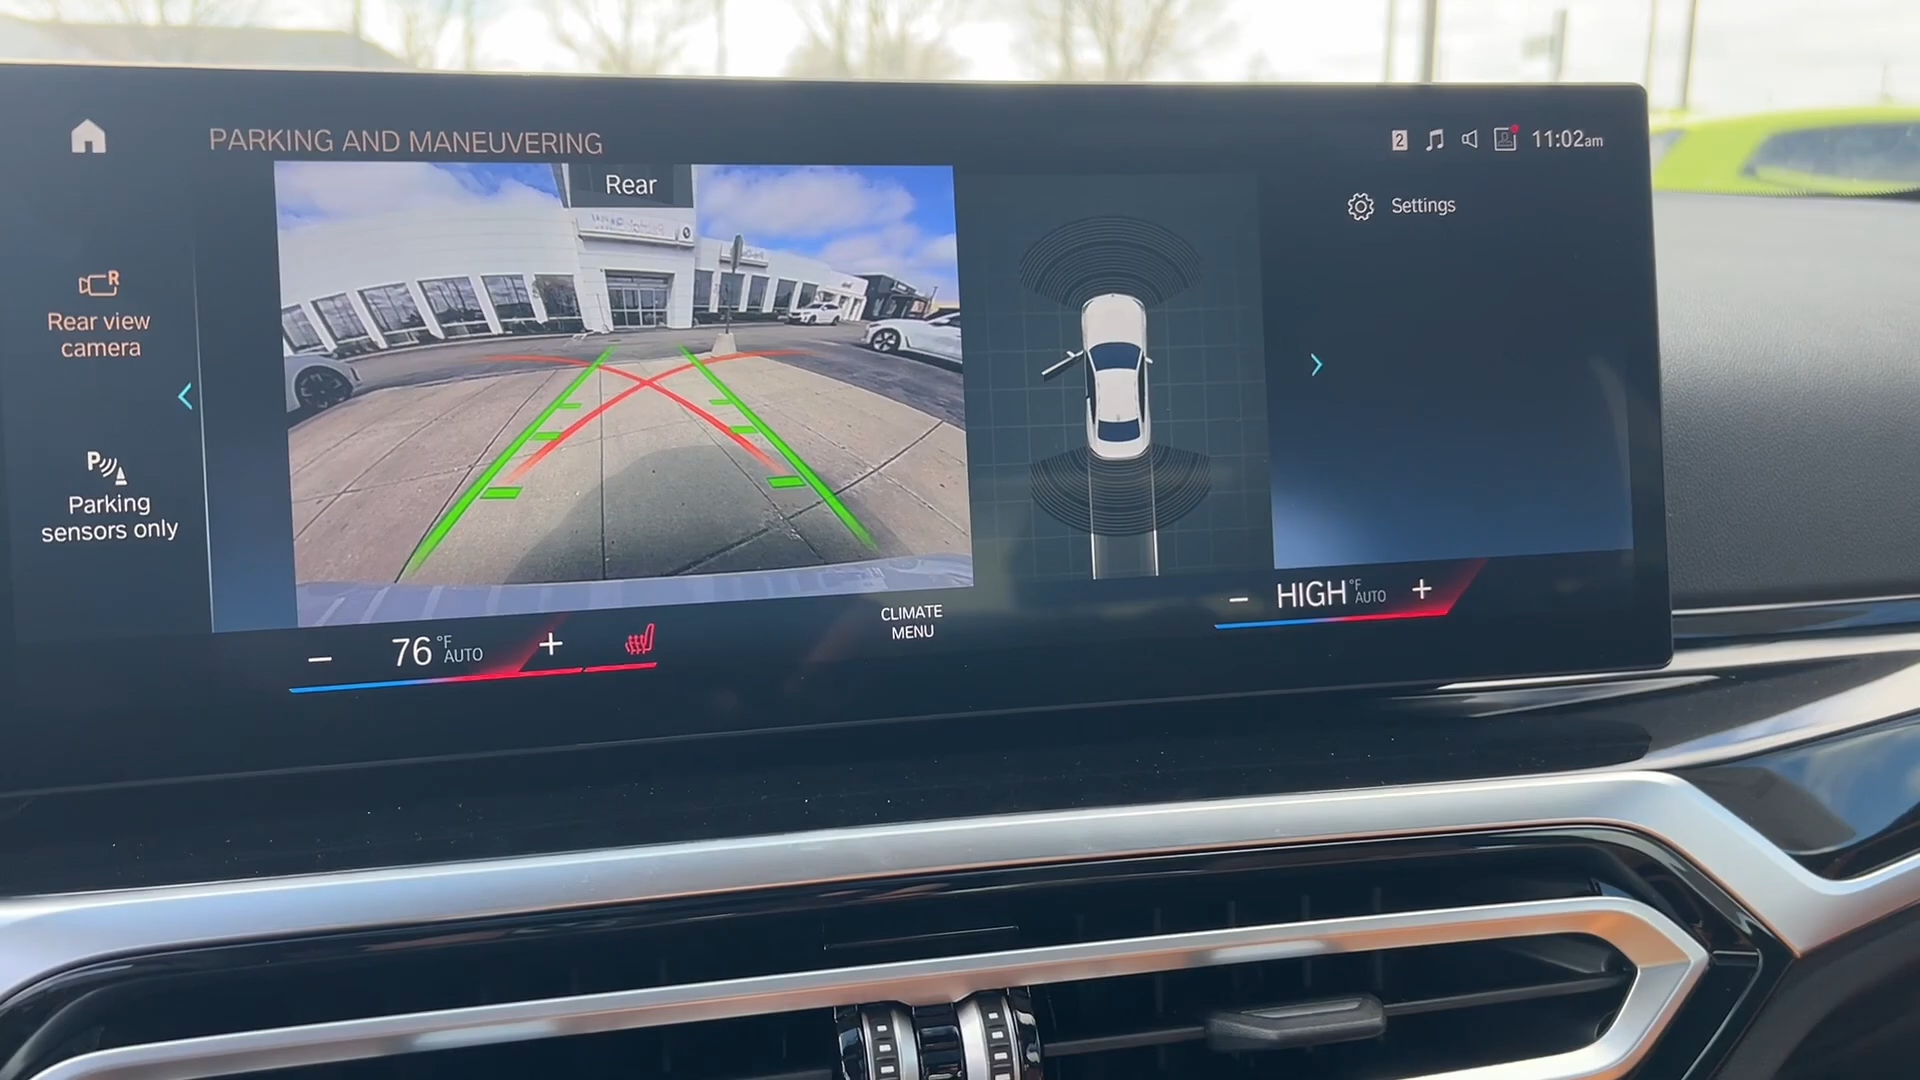 PARKING AND MANEUVERING
2
11:02am
Rear
Settings
R
Rear view
camera
P
Parking
sensors only
76 °F AUTO
CLIMATE
MENU
HIGH °F AUTO